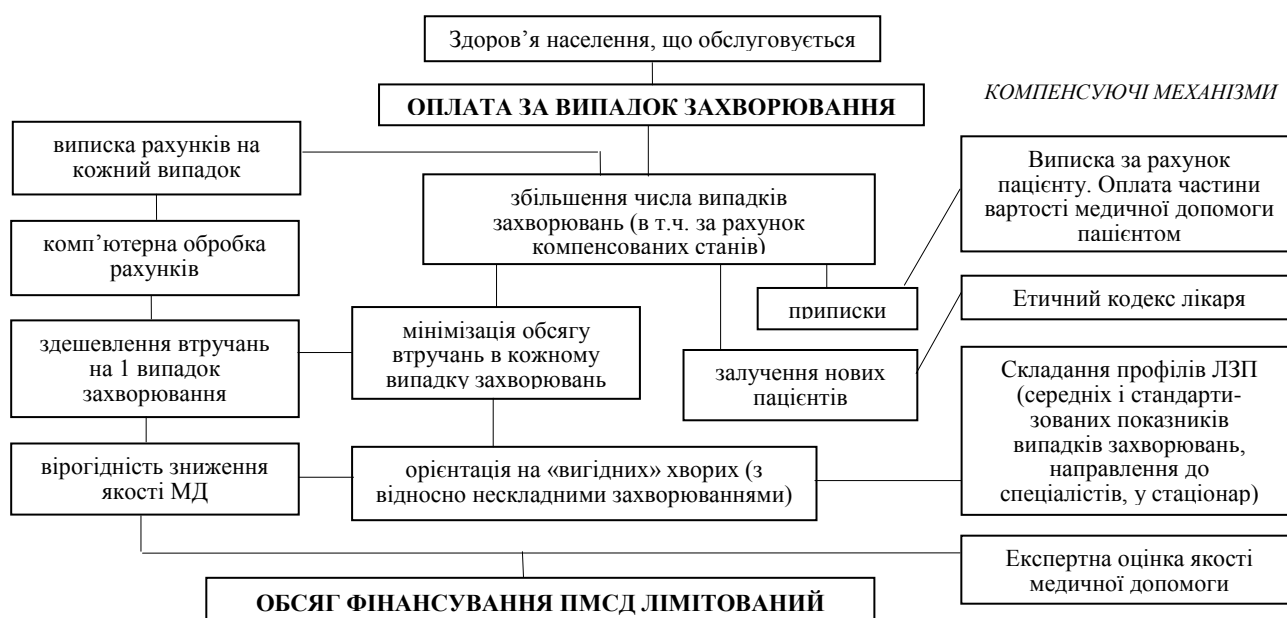 Здоров’я населення, що обслуговується
ОПЛАТА ЗА ВИПАДОК ЗАХВОРЮВАННЯ
КОМПЕНСУЮЧІ МЕХАНІЗМИ
виписка рахунків на
кожний випадок
комп’ютерна обробка
рахунків
здешевлення втручань
на 1 випадок
захворювання
вірогідність зниження
якості МД
збільшення числа випадків
захворювань (в т.ч. за рахунок
компенсованих станів)
приписки
мінімізація обсягу
втручань в кожному
випадку захворювань
залучення нових
пацієнтів
орієнтація на «вигідних» хворих (з
відносно нескладними захворюваннями)
Виписка за рахунок
пацієнту. Оплата частини
вартості медичної допомоги
пацієнтом
Етичний кодекс лікаря
Складання профілів ЛЗП
(середніх і стандарти-
зованих показників
випадків захворювань,
направлення до
спеціалістів, у стаціонар)
Експертна оцінка якості
медичної допомоги
ОБСЯГ ФІНАНСУВАННЯ ПМСД ЛІМІТОВАНИЙ